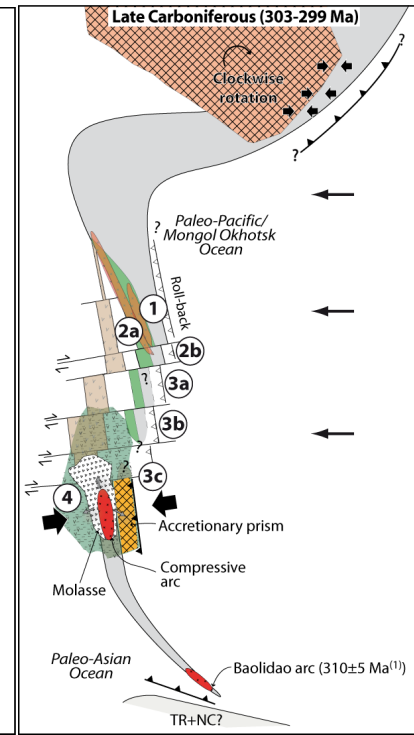 Late Carboniferous (303-299 Ma)
?
Clockwise
rotation
?
?
Paleo-Pacific/
Mongol Okhotsk
Ocean
Roll-back
1
2a
2b
?
3a
3b
?
?
3c
4
Accretionary prism
Compressive
arc
Molasse
Paleo-Asian
Ocean
Baolidao arc (310±5 Ma(1))
TR+NC?